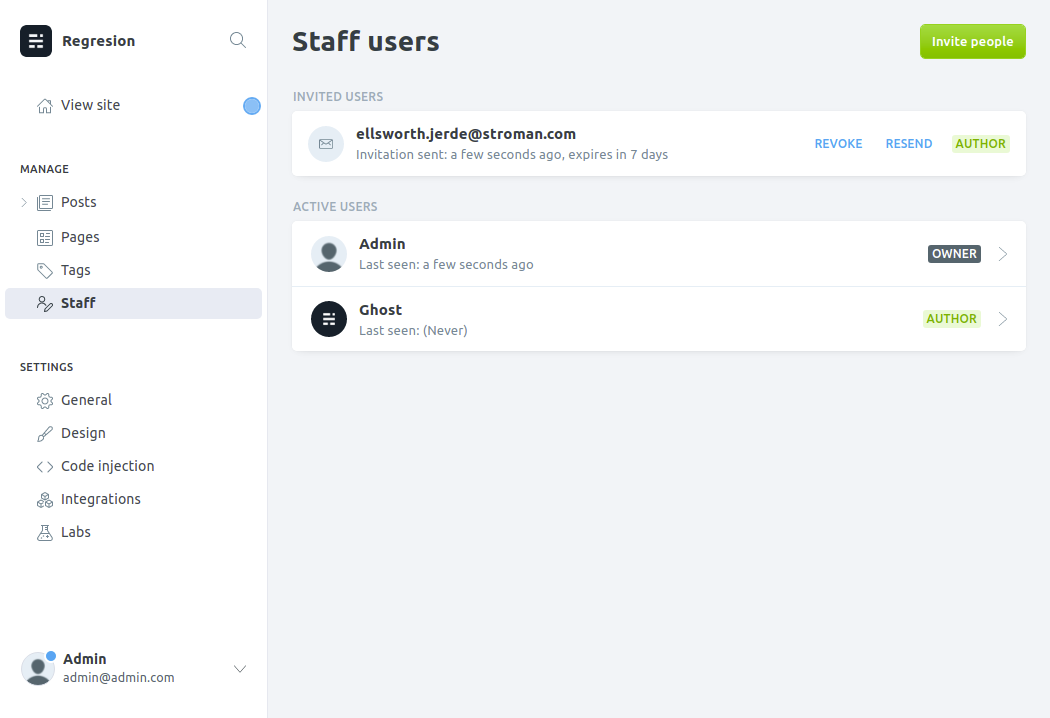 Regresion
View site
MANAGE
Posts
Pages
Tags
Staff
SETTINGS
General
Design
Code injection
Integrations
Labs
Admin
admin@admin.com
Staff users
Invite people
INVITED USERS
ellsworth.jerde@stroman.com
Invitation sent: a few seconds ago, expires in 7 days
REVOKE RESEND AUTHOR
ACTIVE USERS
Admin
Last seen: a few seconds ago
OWNER
Ghost
Last seen: (Never)
AUTHOR